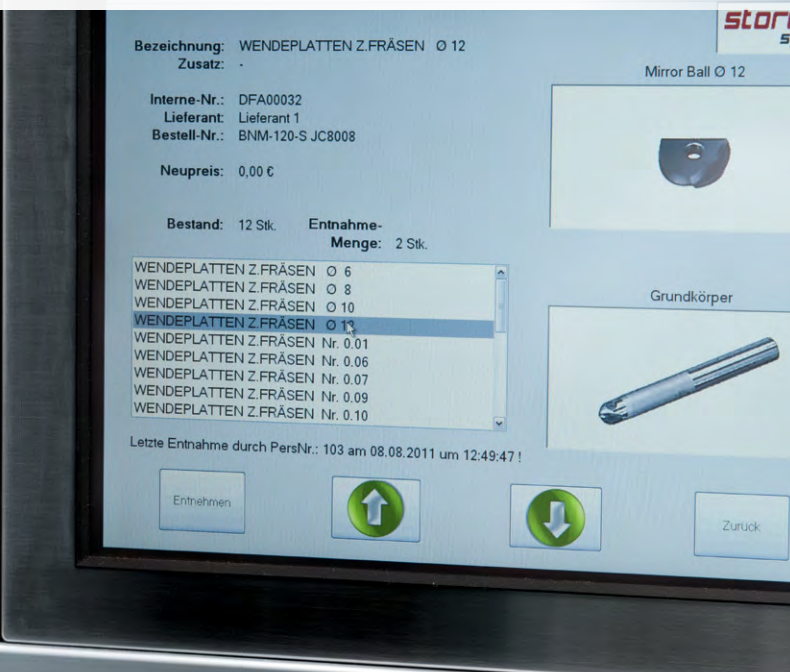 Bezeichnung: WENDEPLATTEN Z.FRÄSEN Ø 12
Zusatz: -
Interne-Nr.: DFA00032
Lieferant: Lieferant 1
Bestell-Nr.: BNM-120-S JC8008
Neupreis: 0,00 €
Bestand: 12 Stk. Entnahme-
Menge: 2 Stk.
WENDEPLATTEN Z.FRÄSEN Ø 6
WENDEPLATTEN Z.FRÄSEN Ø 8
WENDEPLATTEN Z.FRÄSEN Ø 10
WENDEPLATTEN Z.FRÄSEN Ø 12
WENDEPLATTEN Z.FRÄSEN Nr. 0.01
WENDEPLATTEN Z.FRÄSEN Nr. 0.06
WENDEPLATTEN Z.FRÄSEN Nr. 0.07
WENDEPLATTEN Z.FRÄSEN Nr. 0.09
WENDEPLATTEN Z.FRÄSEN Nr. 0.10
Letzte Entnahme durch PersNr.: 103 am 08.08.2011 um 12:49:47 !
Entnehmen
Zurück
Mirror Ball Ø 12
Grundkörper